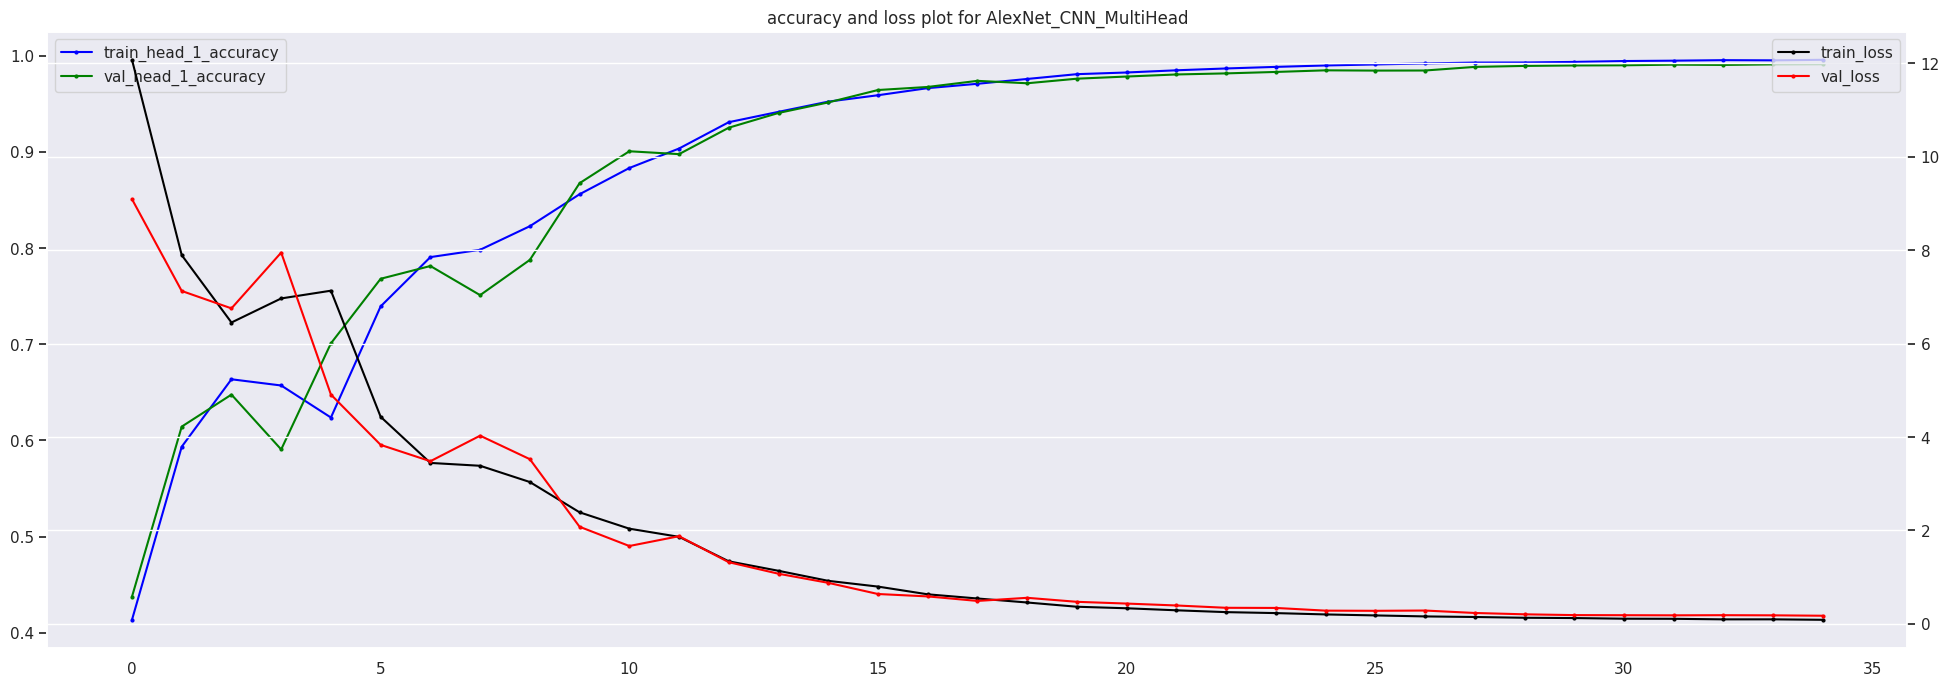 accuracy and loss plot for AlexNet_CNN_MultiHead
train_head_1_accuracy
val_head_1_accuracy
train_loss
val_loss
1.0
0.9
0.8
0.7
0.6
0.5
0.4
12
10
8
6
4
2
0
0 5 10 15 20 25 30 35